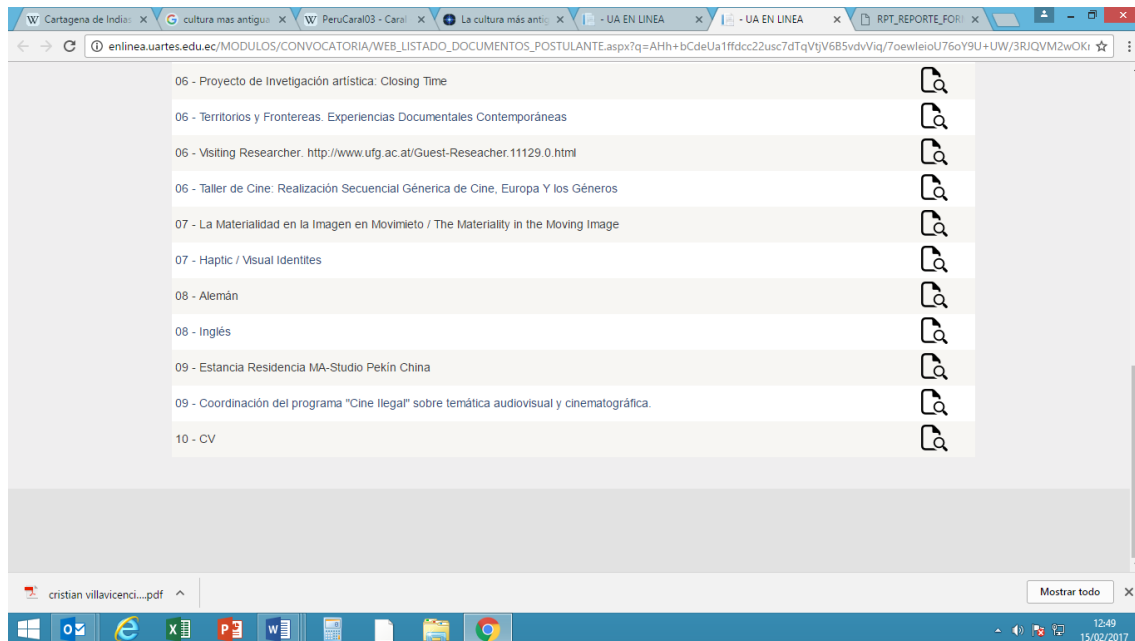 Cartagena de Indias
cultura mas antigua
PeruCaral03 - Caral
La cultura más antig
- UA EN LINEA
- UA EN LINEA
RPT_REPORTE_FOR
enlinea.uartes.edu.ec/MODULOS/CONVOCATORIA/WEB_LISTADO_DOCUMENTOS_POSTULANTE.aspx?q=AHh+bCdeUa1ffdcc22usc7dTqVtjV6B5vdvViq/7oewIeioU76oY9U+UW/3RJQVM2wOKr
06 - Proyecto de Invetigación artística: Closing Time
06 - Territorios y Frontereas. Experiencias Documentales Contemporáneas
06 - Visiting Researcher. http://www.ufg.ac.at/Guest-Reseacher.11129.0.html
06 - Taller de Cine: Realización Secuencial Génerica de Cine, Europa Y los Géneros
07 - La Materialidad en la Imagen en Movimieto / The Materiality in the Moving Image
07 - Haptic / Visual Identites
08 - Alemán
08 - Inglés
09 - Estancia Residencia MA-Studio Pekín China
09 - Coordinación del programa "Cine Ilegal" sobre temática audiovisual y cinematográfica.
10 - CV
cristian villavicenci....pdf
Mostrar todo
12:49
15/02/2017